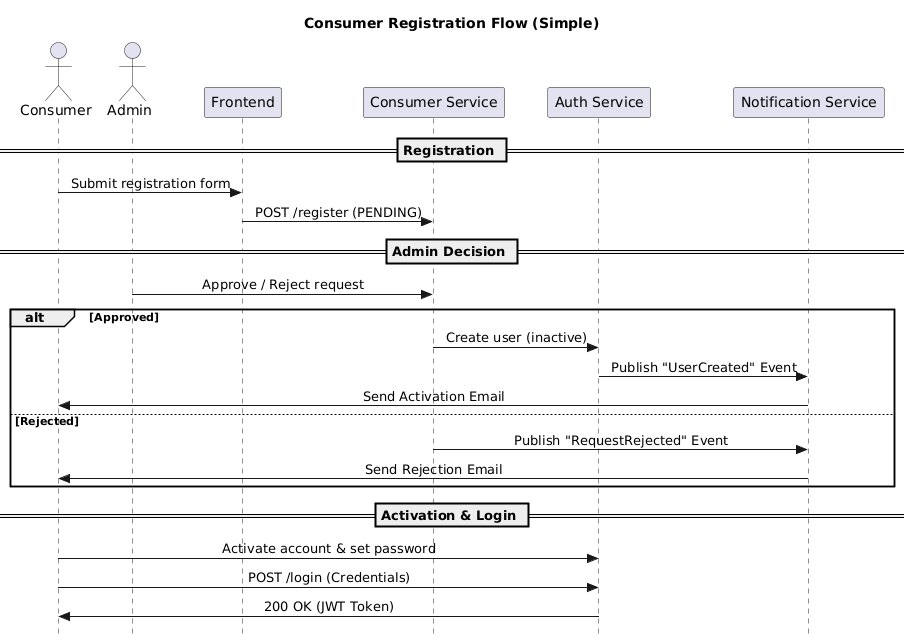 Consumer Registration Flow (Simple)
Consumer
Admin
Frontend
Consumer Service
Auth Service
Notification Service
Registration
Submit registration form
POST /register (PENDING)
Admin Decision
Approve / Reject request
alt [Approved]
Create user (inactive)
Publish "UserCreated" Event
Send Activation Email
[Rejected]
Publish "RequestRejected" Event
Send Rejection Email
Activation & Login
Activate account & set password
POST /login (Credentials)
200 OK (JWT Token)